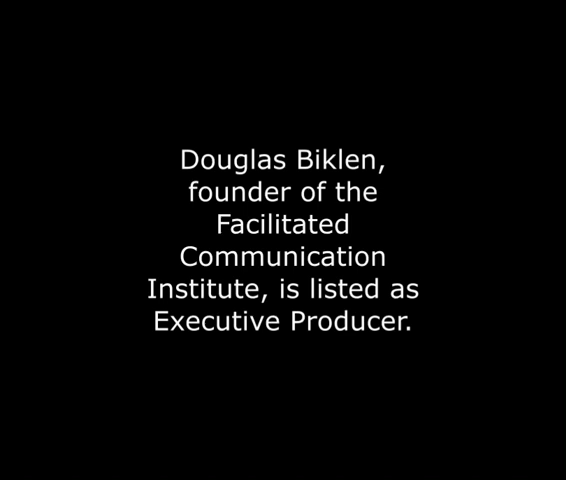 Douglas Biklen,
founder of the
Facilitated
Communication
Institute, is listed as
Executive Producer.